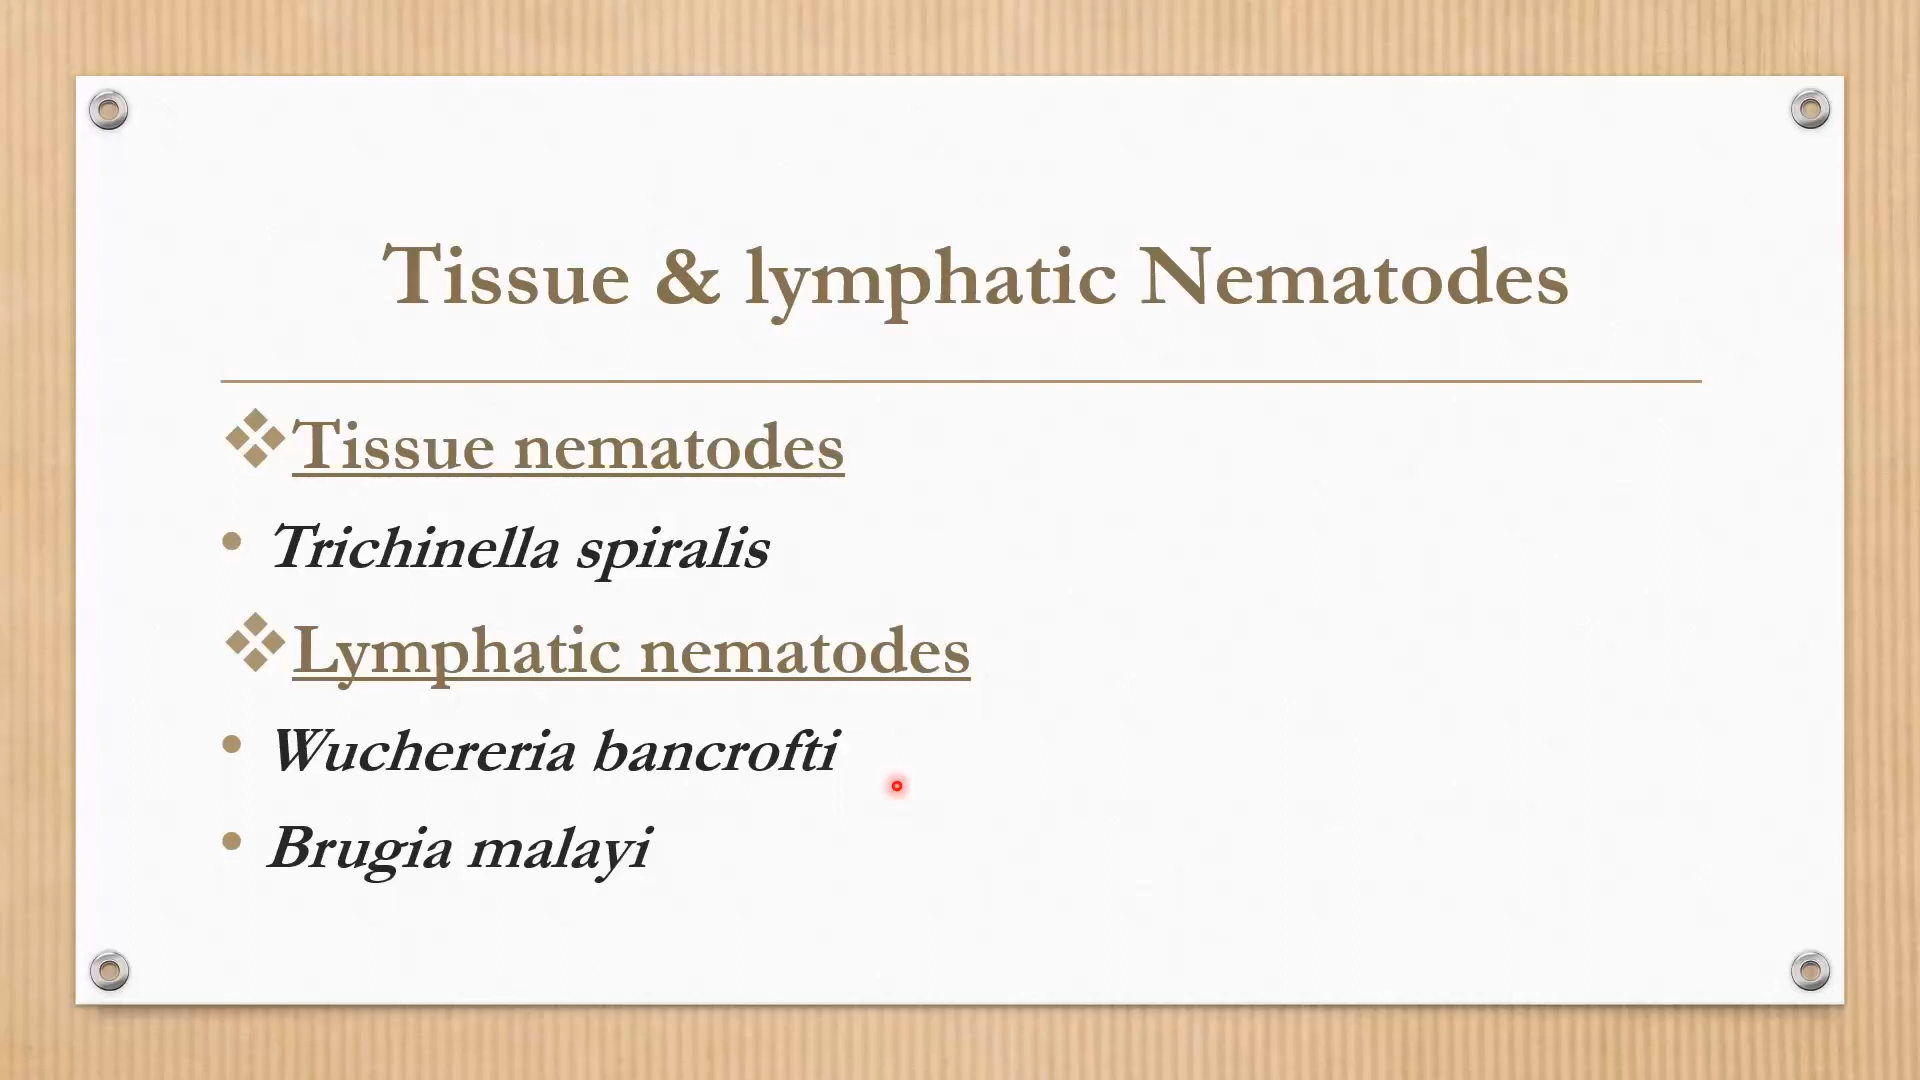 Tissue & lymphatic Nematodes
❖Tissue nematodes
• Trichinella spiralis
❖Lymphatic nematodes
• Wuchereria bancrofti
• Brugia malayi